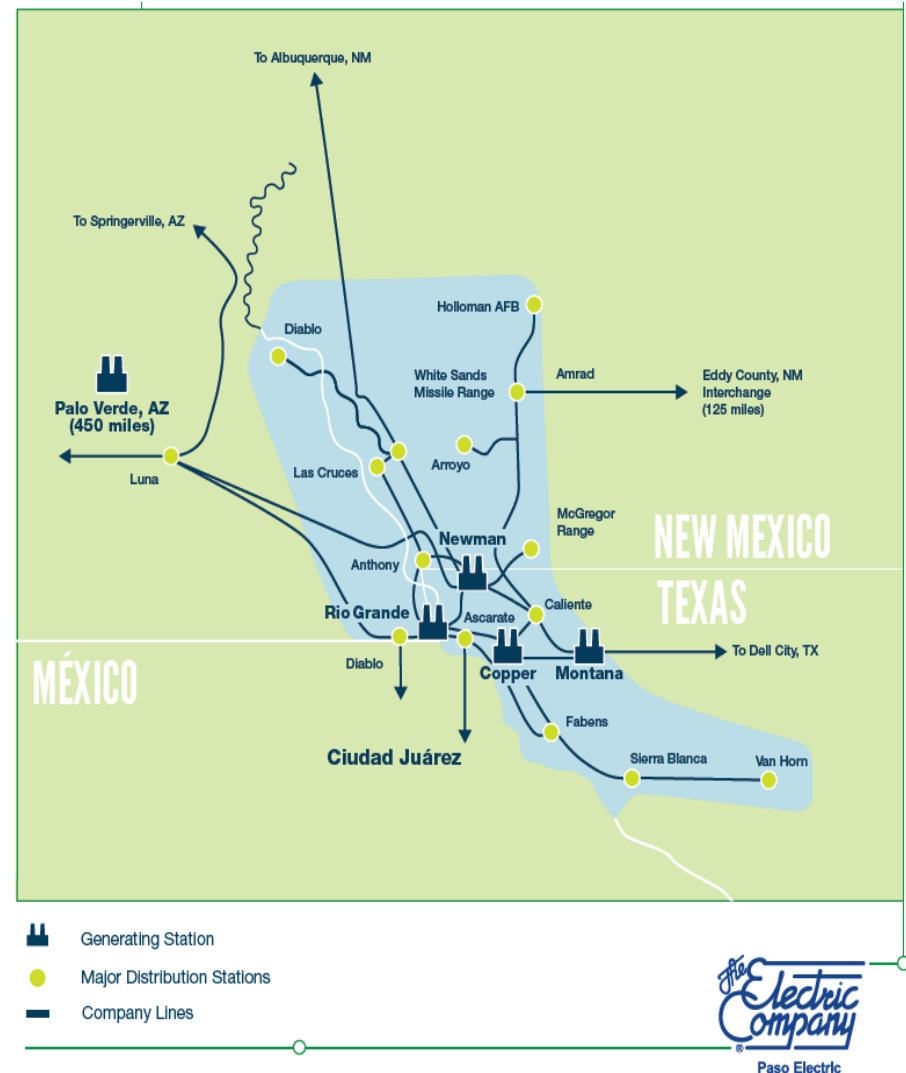 To Albuquerque, NM
To Springerville, AZ
Holloman AFB
Diablo
White Sands
Missile Range
Amrad
Eddy County, NM
Interchange
(125 miles)
Palo Verde, AZ
(450 miles)
Luna
Las Cruces
Arroyo
McGregor
Range
NEW MEXICO
Newman
Anthony
TEXAS
Rio Grande
Ascarate
Caliente
Diablo
To Dell City, TX
MÉXICO
Copper
Montana
Fabens
Ciudad Juárez
Sierra Blanca
Van Horn
Generating Station
Major Distribution Stations
Company Lines
The
Electric
Company
®
Paso Electric